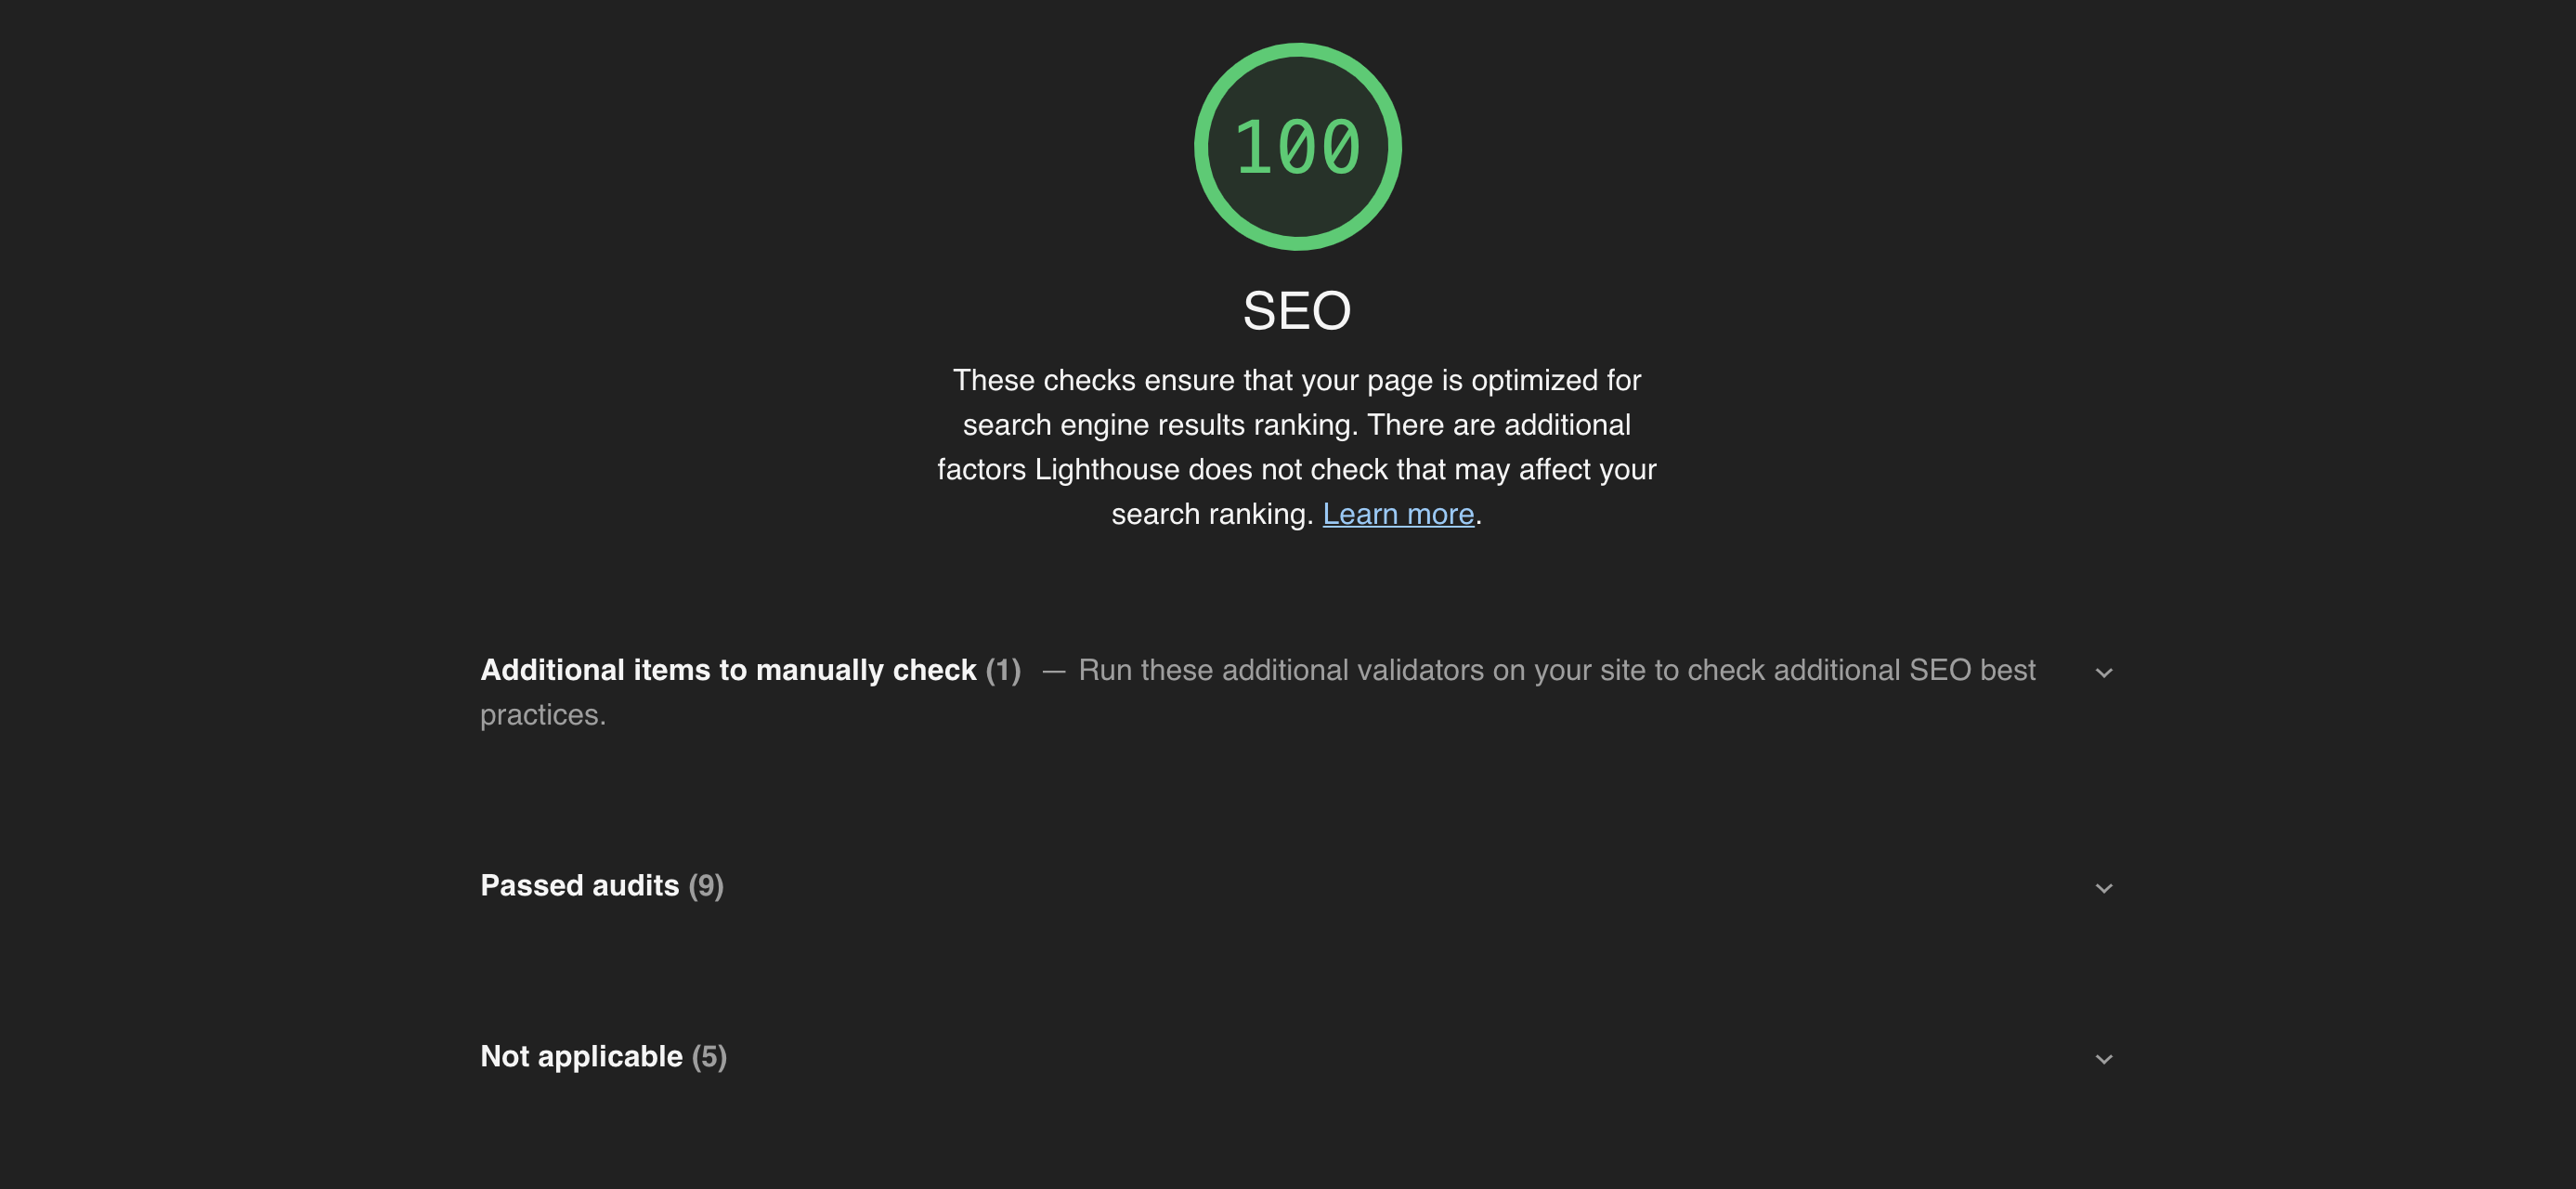 100
SEO
These checks ensure that your page is optimized for
search engine results ranking. There are additional
factors Lighthouse does not check that may affect your
search ranking. Learn more.
Additional items to manually check (1) — Run these additional validators on your site to check additional SEO best
practices.
Passed audits (9)
Not applicable (5)